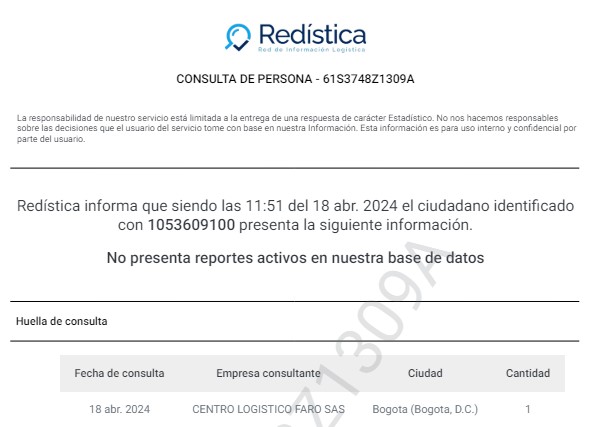 Redística
Red de Información Logístico
CONSULTA DE PERSONA - 61S3748Z1309A
La responsabilidad de nuestro servicio está limitada a la entrega de una respuesta de carácter Estadístico. No nos hacemos responsables
sobre las decisiones que el usuario del servicio tome con base en nuestra Información. Esta información es para uso interno y confidencial por
parte del usuario.
Redística informa que siendo las 11:51 del 18 abr. 2024 el ciudadano identificado
con 1053609100 presenta la siguiente información.
No presenta reportes activos en nuestra base de datos
Huella de consulta
Fecha de consulta Empresa consultante Ciudad Cantidad
18 abr. 2024 CENTRO LOGISTICO FARO SAS Bogota (Bogota, D.C.) 1
Z1309A